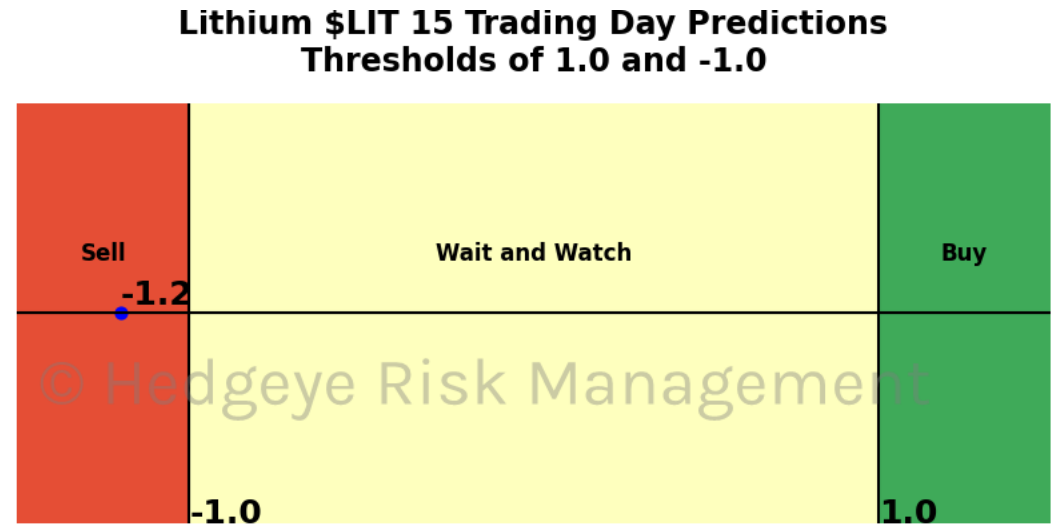 Lithium $LIT 15 Trading Day Predictions
Thresholds of 1.0 and -1.0
Sell
Wait and Watch
Buy
-1.2
© Hedgeye Risk Management
-1.0
1.0